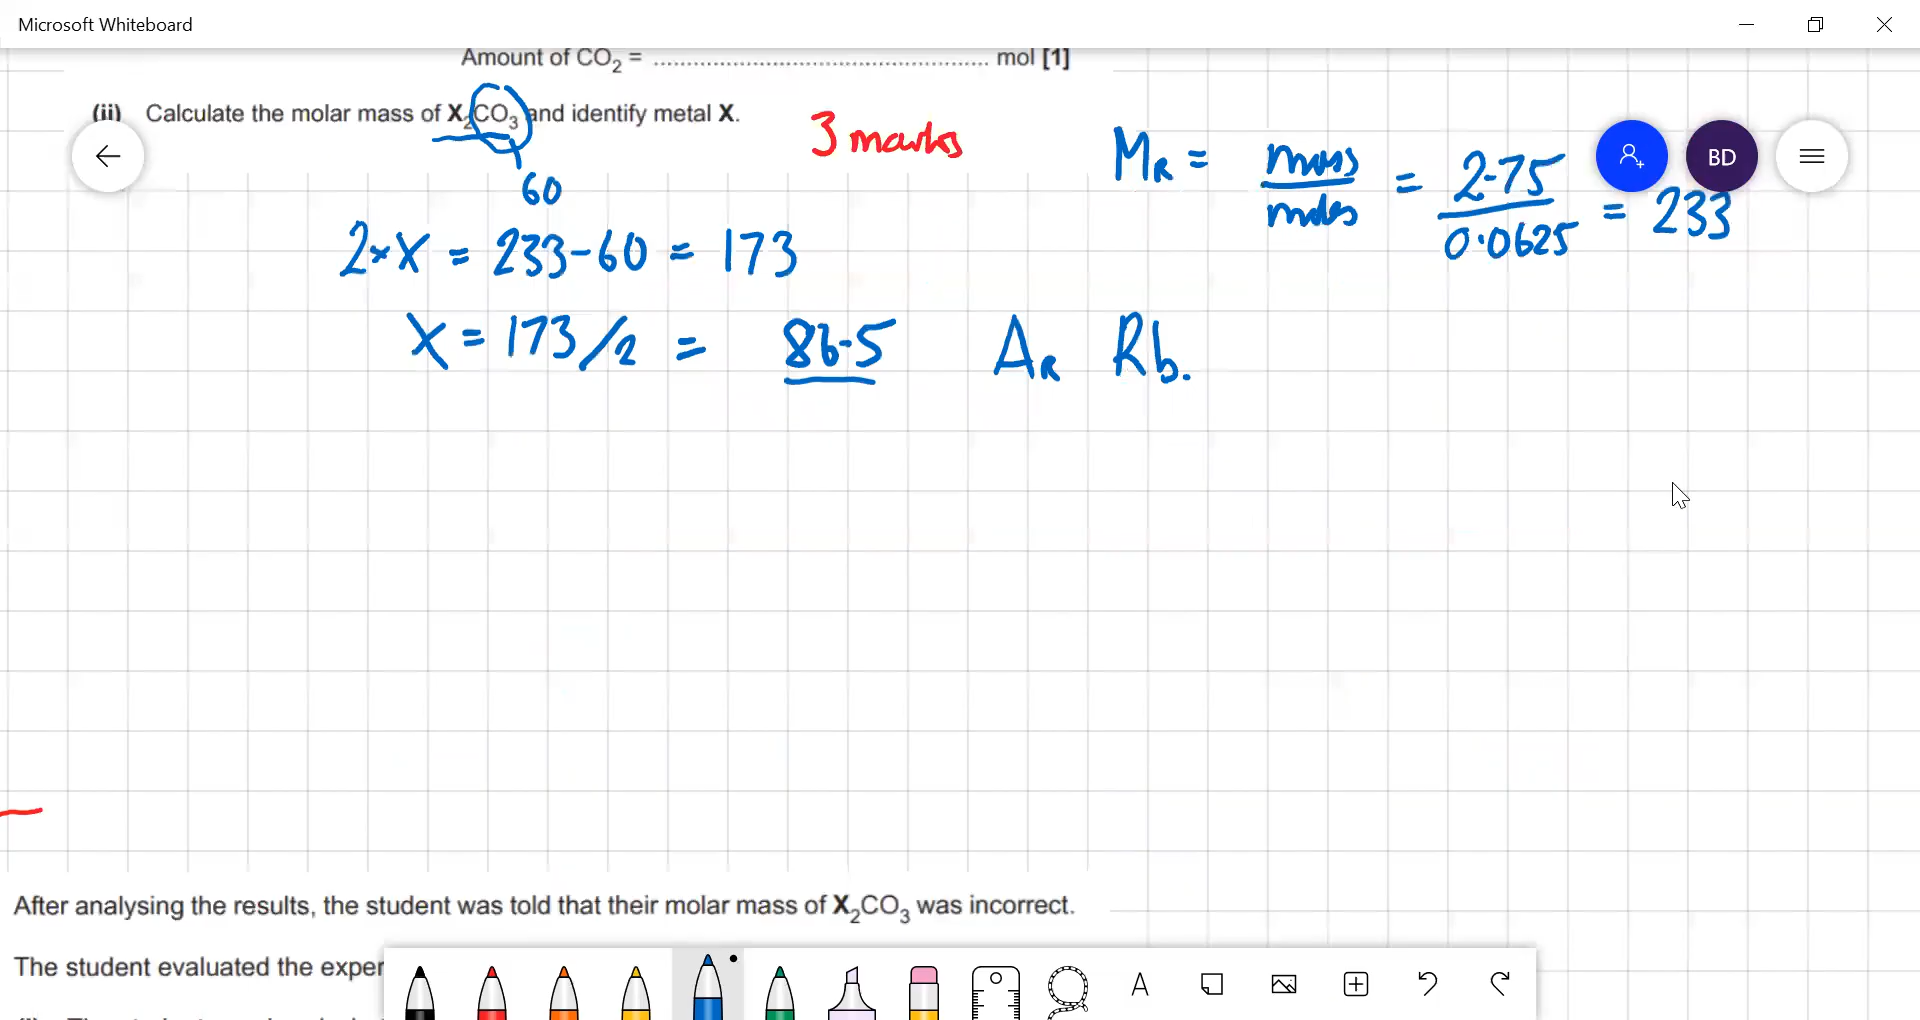 Microsoft Whiteboard
Amount of CO₂ = .................................................. mol [1]
(ii) Calculate the molar mass of X₂CO₃ and identify metal X.
3 marks
60
M_R = mass / moles = 2.75 / 0.0625 = 233
BD
2 × X = 233 - 60 = 173
X = 173/2 = 86.5 A_R Rb.
After analysing the results, the student was told that their molar mass of X₂CO₃ was incorrect.
The student evaluated the exper
A